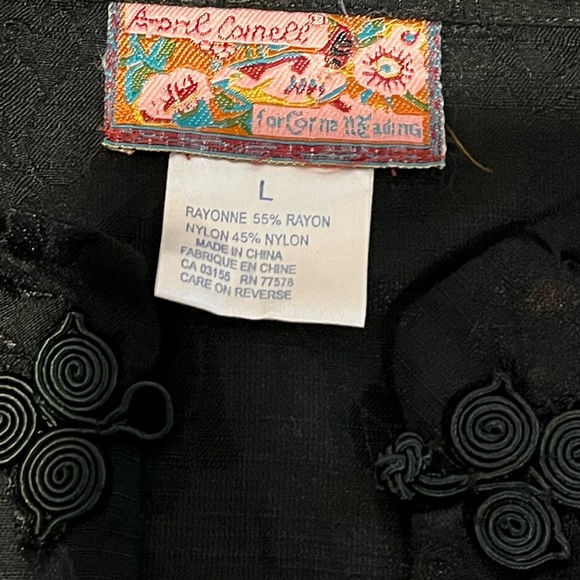 April Cornell
for Cornell Trading
L
RAYONNE 55% RAYON
NYLON 45% NYLON
MADE IN CHINA
FABRIQUE EN CHINE
CA 03155 RN 77578
CARE ON REVERSE